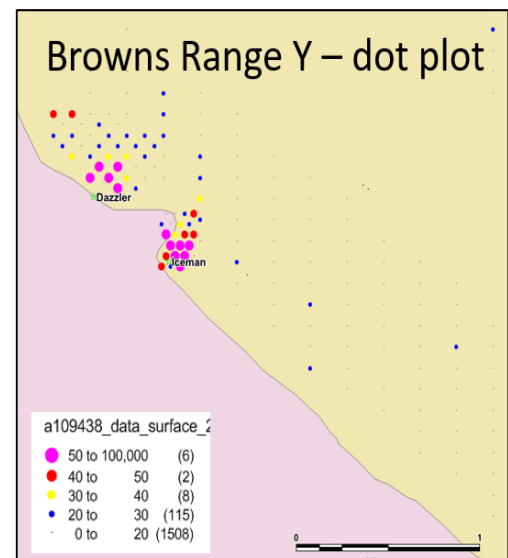 Browns Range Y – dot plot
Dazzler
Iceman
a109438_data_surface_2
50 to 100,000 (6)
40 to 50 (2)
30 to 40 (8)
20 to 30 (115)
0 to 20 (1508)
0 1